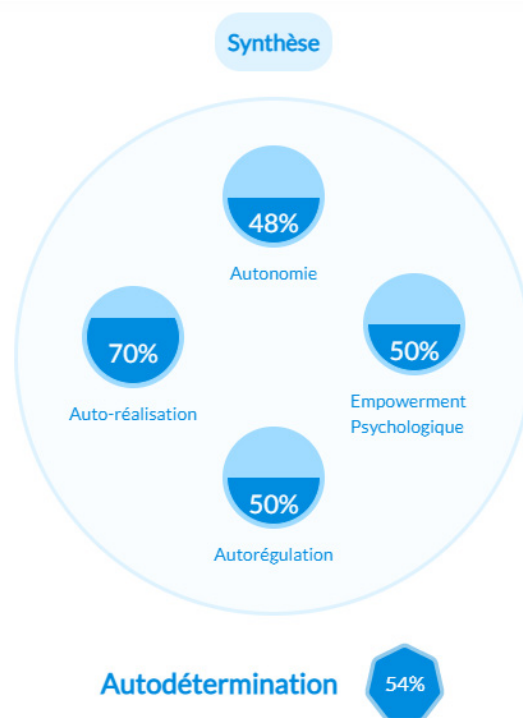 Synthèse
48%
Autonomie
70%
Auto-réalisation
50%
Empowerment
Psychologique
50%
Autorégulation
Autodétermination 54%